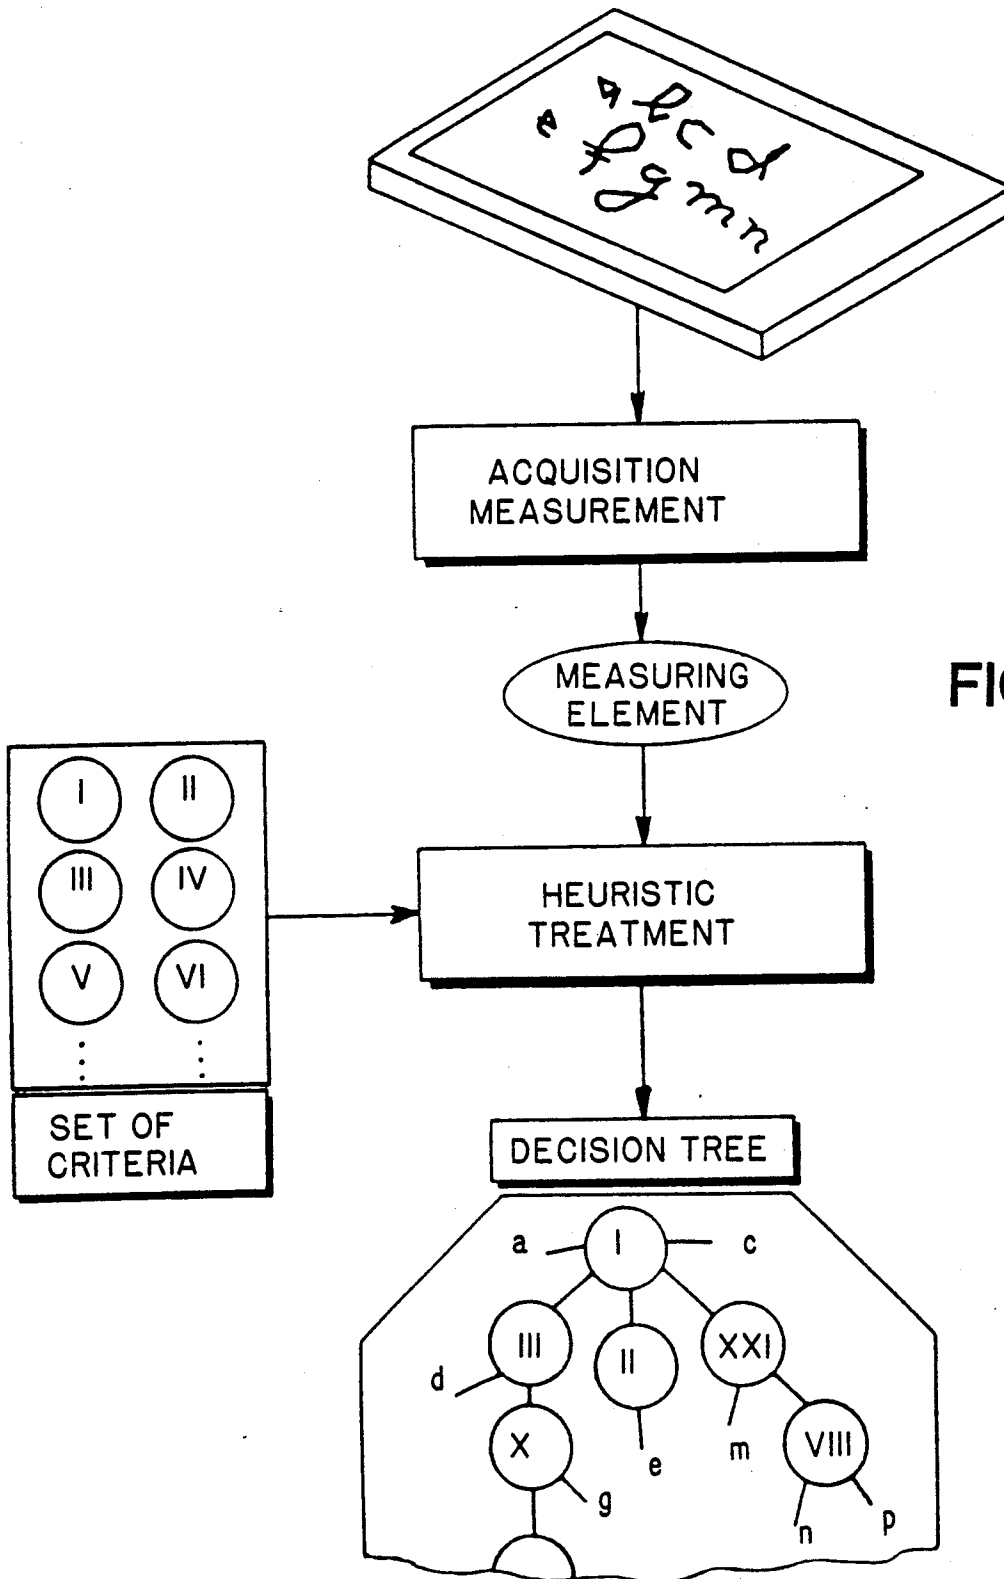 a b c d
e f g m n
ACQUISITION
MEASUREMENT
MEASURING
ELEMENT
FIG
I II
III IV
V VI
HEURISTIC
TREATMENT
SET OF
CRITERIA
DECISION TREE
a I c
III II XXI
d
X e m VIII
g n p